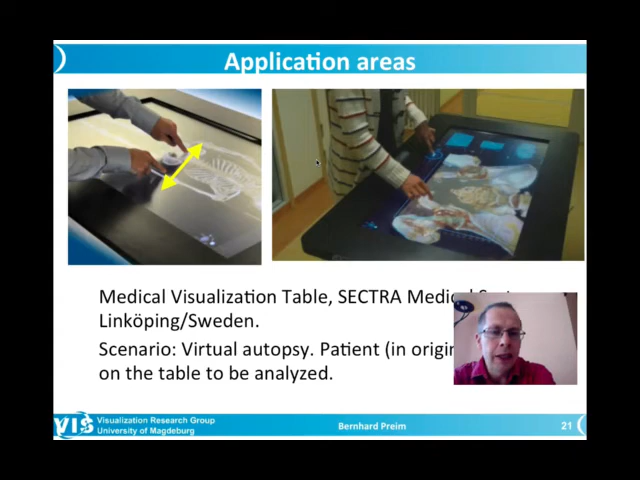 Application areas
Medical Visualization Table, SECTRA Medical
Linköping/Sweden.
Scenario: Virtual autopsy. Patient (in
on the table to be analyzed.
VIS
Visualization Research Group
University of Magdeburg
Bernhard Preim
21